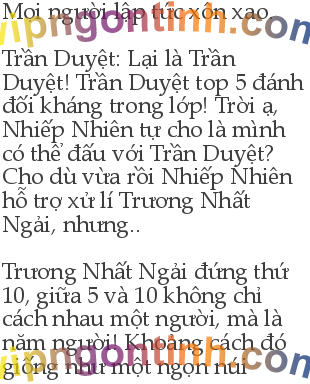 Mọi người lập tức xôn xao.
vipngontinh.com
Trần Duyệt: Lại là Trần
Duyệt! Trần Duyệt top 5 đánh
đối kháng trong lớp! Trời ạ,
Nhiếp Nhiên tự cho là mình
có thể đấu với Trần Duyệt?
Cho dù vừa rồi Nhiếp Nhiên
hỗ trợ xử lí Trương Nhất
Ngải, nhưng..
Trương Nhất Ngải đứng thứ
10, giữa 5 và 10 không chỉ
cách nhau một người, mà là
năm người! Khoảng cách đó
giống như một ngọn núi
vipngontinh.com